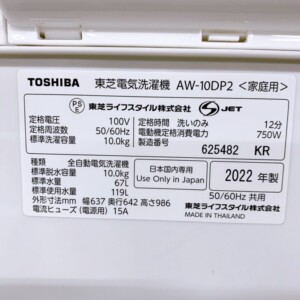 TOSHIBA 東芝電気洗濯機 AW-10DP2 <家庭用>
PS E 東芝ライフスタイル株式会社 S-JET
定格電圧 100V 定格時間 洗いのみ 12分
定格周波数 50/60Hz 電動機定格消費電力 750W
標準洗濯容量 10.0kg 製造番号 625482 KR
種類 全自動電気洗濯機
標準脱水容量 10.0kg
標準水量 67L
使用水量 119L
外形寸法mm 幅637 奥行642 高さ986
電流ヒューズ(電源用) 15A
日本国内専用
Use Only in Japan
2022 年製
50/60Hz 共用
東芝ライフスタイル株式会社
MADE IN THAILAND